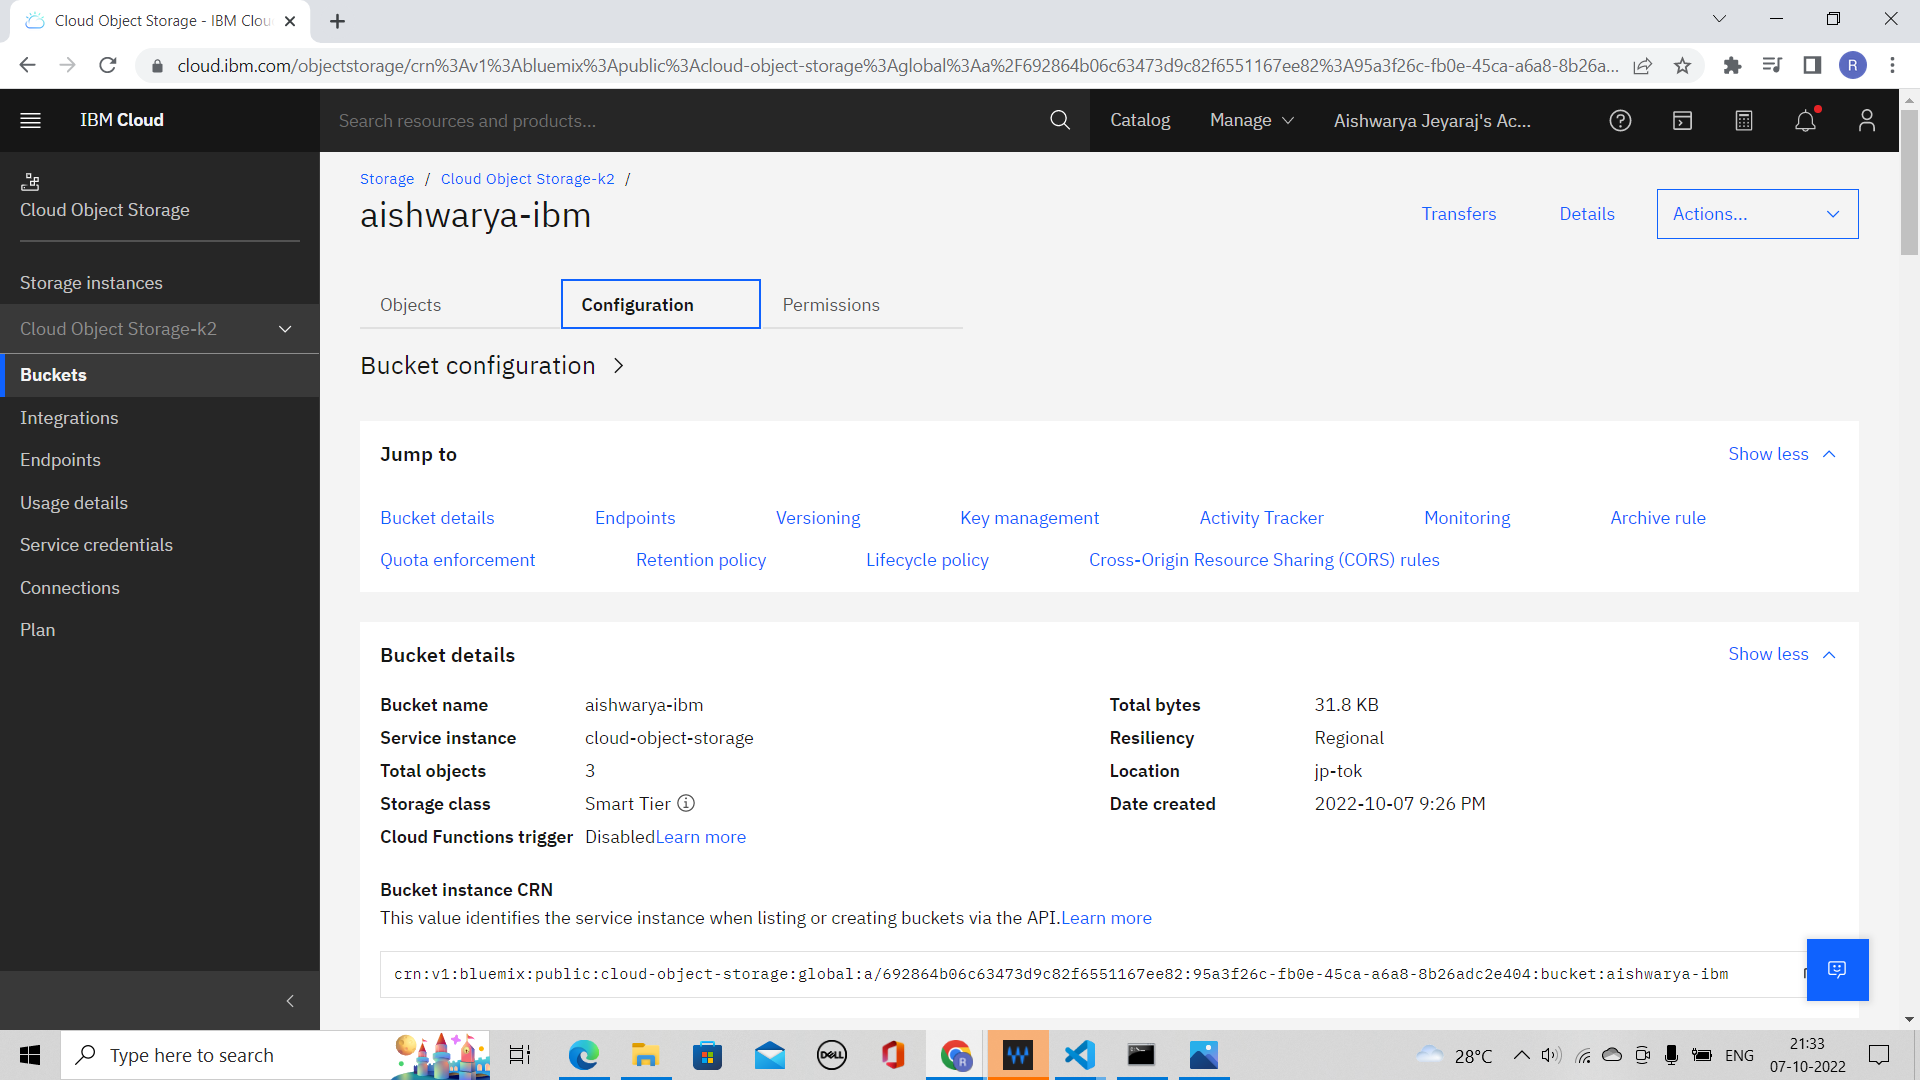 Cloud Object Storage - IBM Clou
cloud.ibm.com/objectstorage/crn%3Av1%3Abluemix%3Apublic%3Acloud-object-storage%3Aglobal%3Aa%2F692864b06c63473d9c82f6551167ee82%3A95a3f26c-fb0e-45ca-a6a8-8b26a...
R
IBM Cloud
Search resources and products...
Catalog
Manage
Aishwarya Jeyaraj's Ac...
Cloud Object Storage
Storage instances
Cloud Object Storage-k2
Buckets
Integrations
Endpoints
Usage details
Service credentials
Connections
Plan
Storage / Cloud Object Storage-k2 /
aishwarya-ibm
Transfers
Details
Actions...
Objects
Configuration
Permissions
Bucket configuration
Jump to
Show less
Bucket details
Endpoints
Versioning
Key management
Activity Tracker
Monitoring
Archive rule
Quota enforcement
Retention policy
Lifecycle policy
Cross-Origin Resource Sharing (CORS) rules
Bucket details
Show less
Bucket name aishwarya-ibm
Service instance cloud-object-storage
Total objects 3
Storage class Smart Tier
Cloud Functions trigger DisabledLearn more
Total bytes 31.8 KB
Resiliency Regional
Location jp-tok
Date created 2022-10-07 9:26 PM
Bucket instance CRN
This value identifies the service instance when listing or creating buckets via the API.Learn more
crn:v1:bluemix:public:cloud-object-storage:global:a/692864b06c63473d9c82f6551167ee82:95a3f26c-fb0e-45ca-a6a8-8b26adc2e404:bucket:aishwarya-ibm
Type here to search
DELL
R
28°C
ENG
21:33
07-10-2022